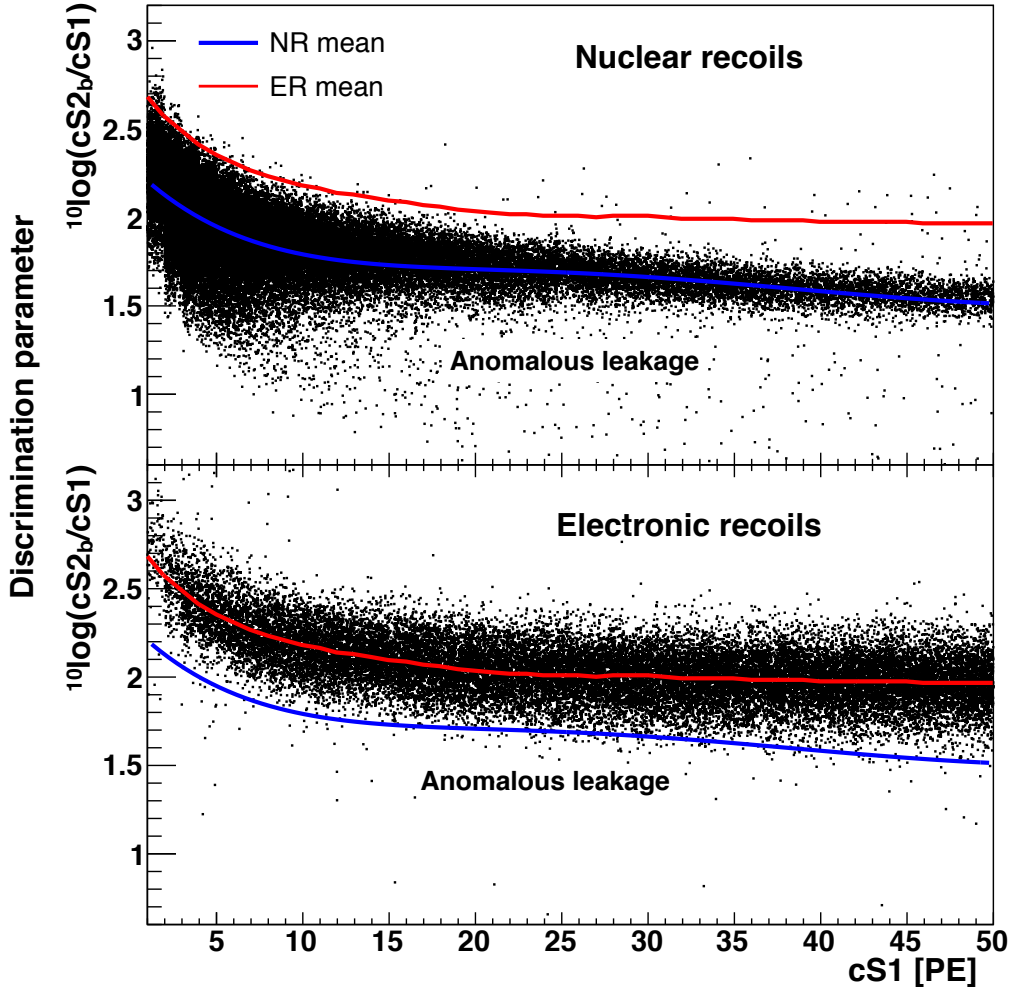 Discrimination parameter
¹⁰log(cS2b/cS1)
3
2.5
2
1.5
1
NR mean
ER mean
Nuclear recoils
Anomalous leakage
¹⁰log(cS2b/cS1)
3
2.5
2
1.5
1
Electronic recoils
Anomalous leakage
5 10 15 20 25 30 35 40 45 50
cS1 [PE]